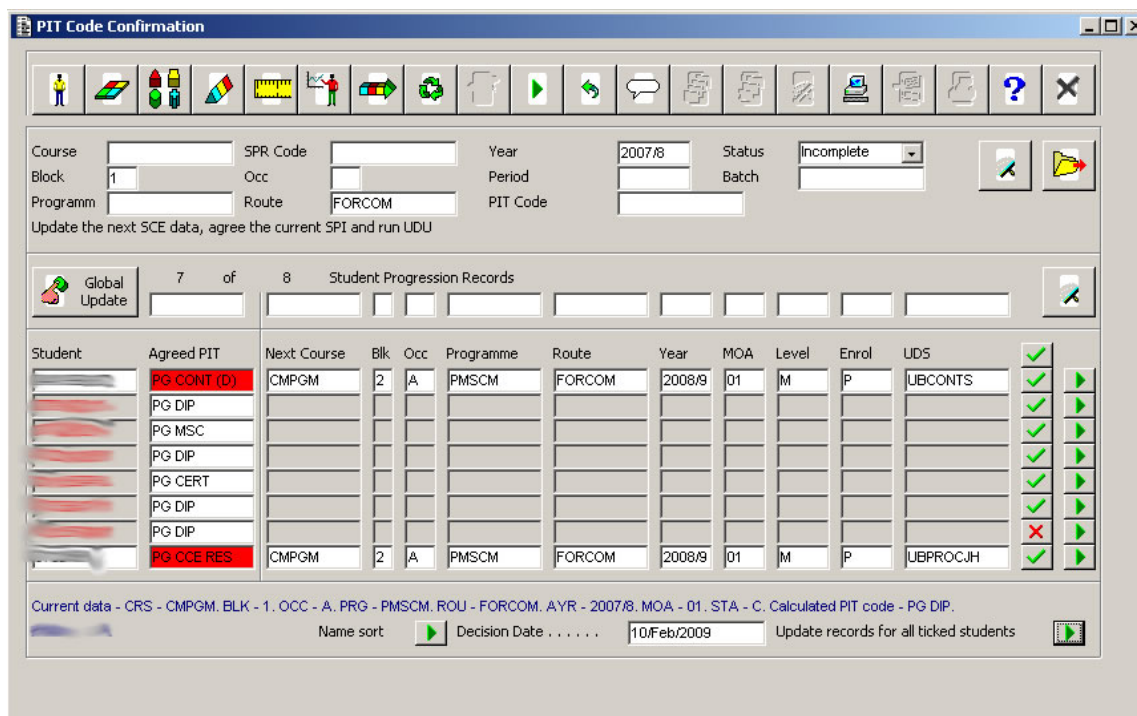 PIT Code Confirmation
Course SPR Code Year 2007/8 Status Incomplete
Block 1 Occ Period Batch
Programm Route FORCOM PIT Code
Update the next SCE data, agree the current SPI and run UDU
Global Update 7 of 8 Student Progression Records
Student Agreed PIT Next Course Blk Occ Programme Route Year MOA Level Enrol UDS
PG CONT (D) CMPGM 2 A PMSCM FORCOM 2008/9 01 M P UBCONTS
PG DIP
PG MSC
PG DIP
PG CERT
PG DIP
PG DIP
PG CCE RES CMPGM 2 A PMSCM FORCOM 2008/9 01 M P UBPROCJH
Current data - CRS - CMPGM. BLK - 1. OCC - A. PRG - PMSCM. ROU - FORCOM. AYR - 2007/8. MOA - 01. STA - C. Calculated PIT code - PG DIP.
Name sort Decision Date . . . . . . 10/Feb/2009 Update records for all ticked students